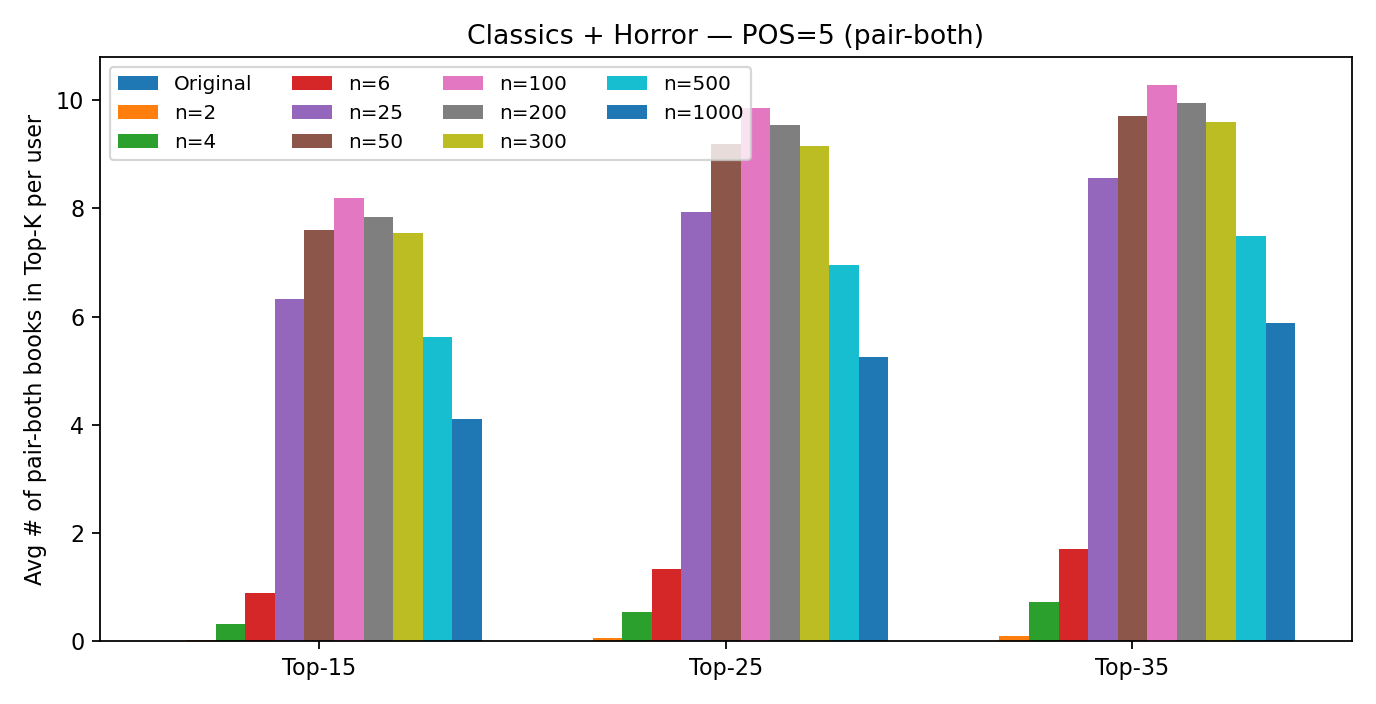 Classics + Horror — POS=5 (pair-both)
Avg # of pair-both books in Top-K per user
10
8
6
4
2
0
Original
n=2
n=4
n=6
n=25
n=50
n=100
n=200
n=300
n=500
n=1000
Top-15
Top-25
Top-35